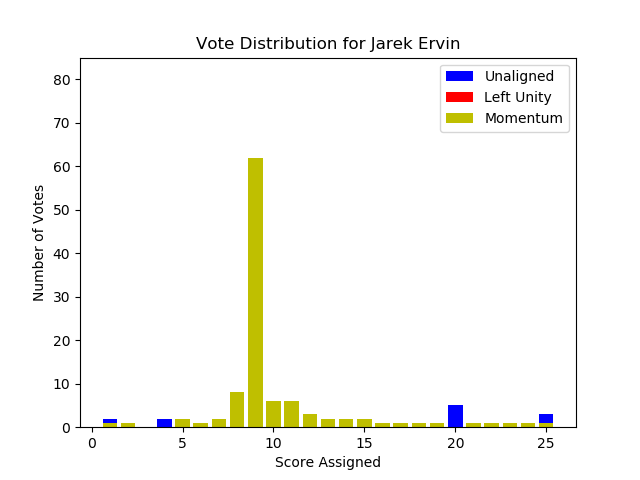 Vote Distribution for Jarek Ervin
Unaligned
Left Unity
Momentum
Number of Votes
80
70
60
50
40
30
20
10
0
0 5 10 15 20 25
Score Assigned